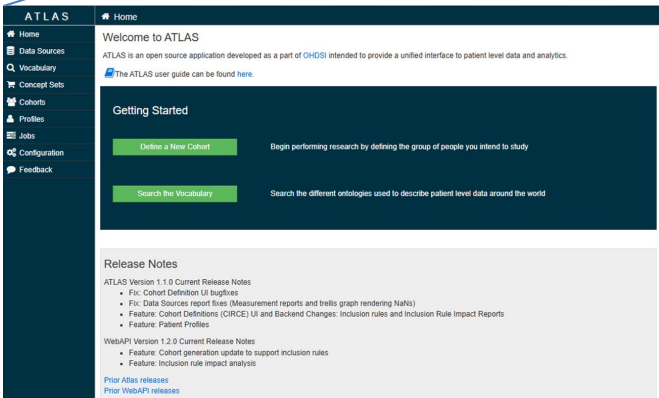 ATLAS
Home
Home
Data Sources
Vocabulary
Concept Sets
Cohorts
Profiles
Jobs
Configuration
Feedback
Welcome to ATLAS
ATLAS is an open source application developed as a part of OHDSI intended to provide a unified interface to patient level data and analytics.
The ATLAS user guide can be found here.
Getting Started
Define a New Cohort
Begin performing research by defining the group of people you intend to study
Search the Vocabulary
Search the different ontologies used to describe patient level data around the world
Release Notes
ATLAS Version 1.1.0 Current Release Notes
• Fix: Cohort Definition UI bugfixes
• Fix: Data Sources report fixes (Measurement reports and trellis graph rendering NaNs)
• Feature: Cohort Definitions (CIRCE) UI and Backend Changes: Inclusion rules and Inclusion Rule Impact Reports
• Feature: Patient Profiles
WebAPI Version 1.2.0 Current Release Notes
• Feature: Cohort generation update to support inclusion rules
• Feature: Inclusion rule impact analysis
Prior Atlas releases
Prior WebAPI releases